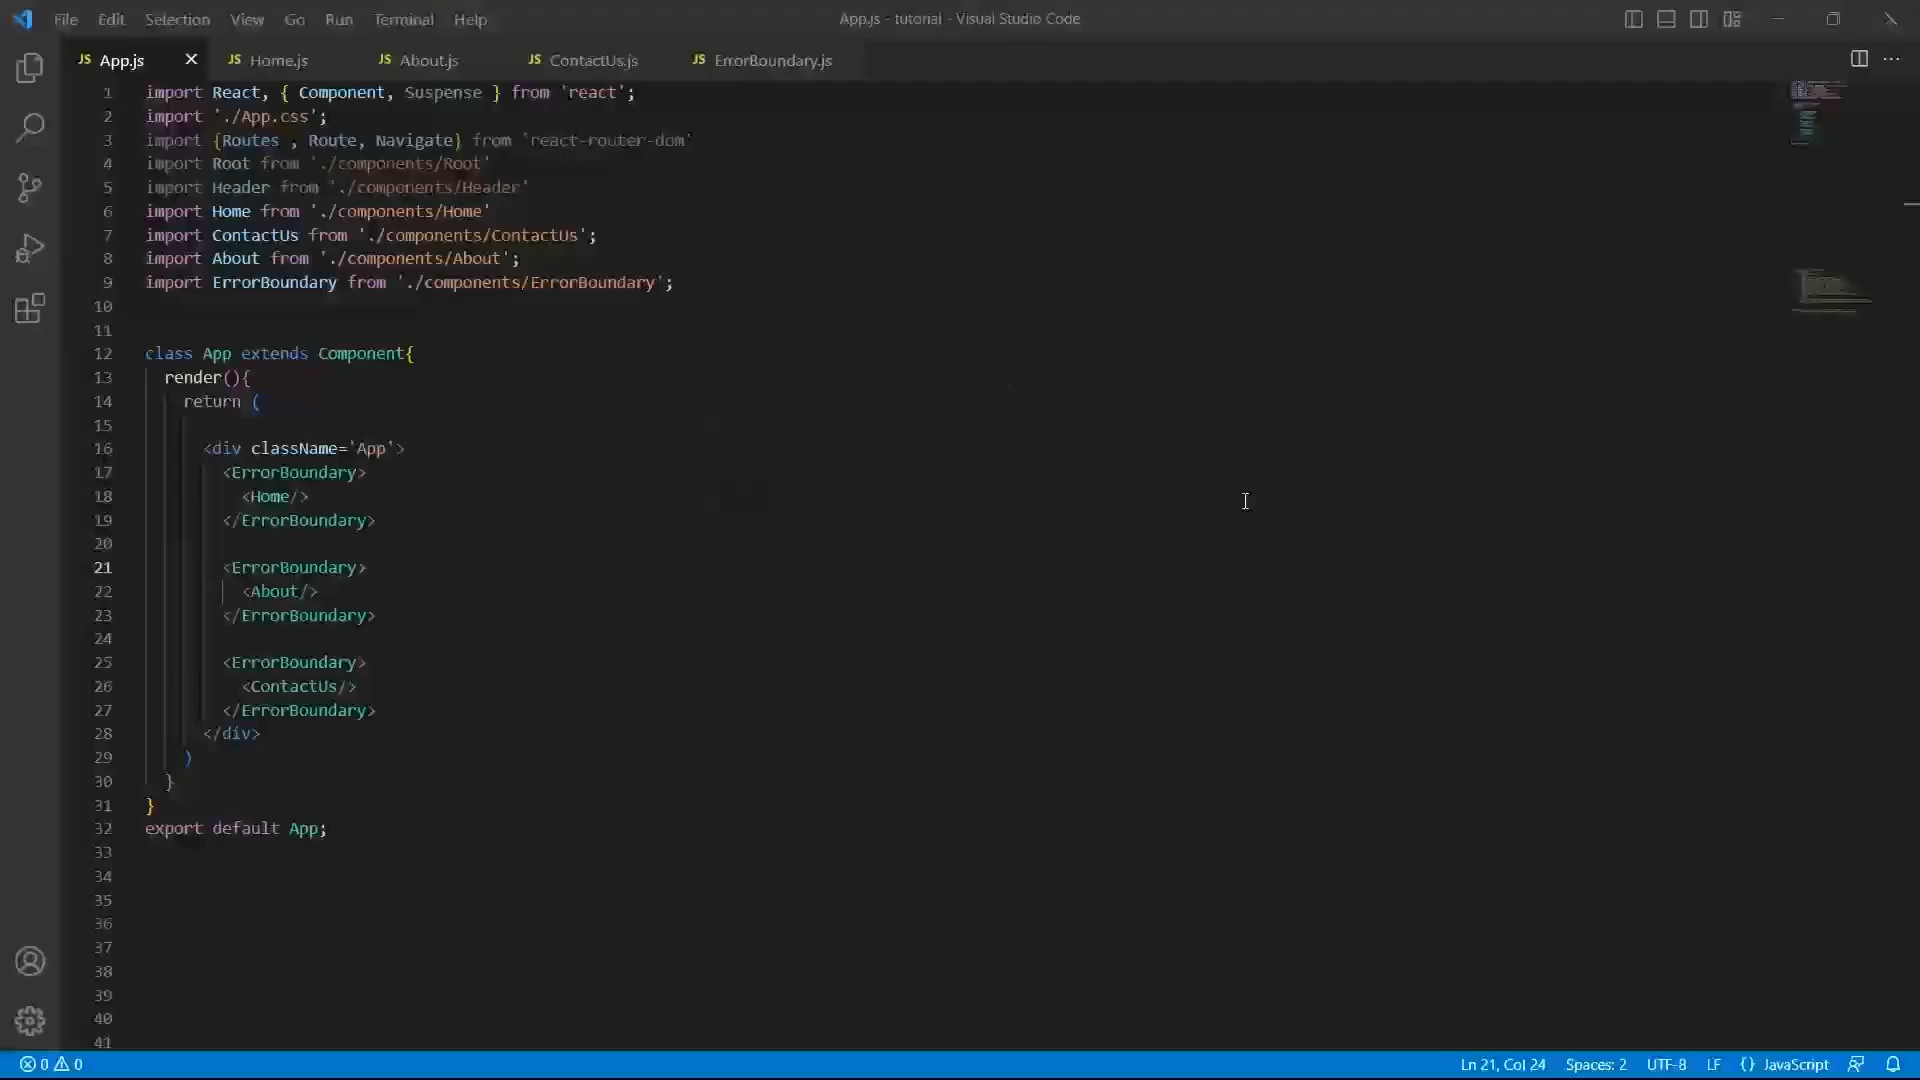 File Edit Selection View Go Run Terminal Help
App.js - tutorial - Visual Studio Code
JS App.js JS Home.js JS About.js JS ContactUs.js JS ErrorBoundary.js
1 import React, { Component, Suspense } from 'react';
2 import './App.css';
3 import {Routes , Route, Navigate} from 'react-router-dom'
4 import Root from './components/Root'
5 import Header from './components/Header'
6 import Home from './components/Home'
7 import ContactUs from './components/ContactUs';
8 import About from './components/About';
9 import ErrorBoundary from './components/ErrorBoundary';
10
11
12 class App extends Component{
13 render(){
14 return (
15
16 <div className='App'>
17 <ErrorBoundary>
18 <Home/>
19 </ErrorBoundary>
20
21 <ErrorBoundary>
22 <About/>
23 </ErrorBoundary>
24
25 <ErrorBoundary>
26 <ContactUs/>
27 </ErrorBoundary>
28 </div>
29 )
30 }
31 }
32 export default App;
33
34
35
36
37
38
39
40
41
0 0 Ln 21, Col 24 Spaces: 2 UTF-8 LF {} JavaScript